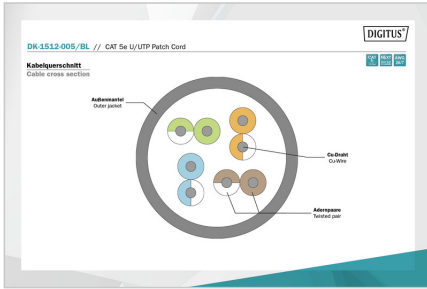 DIGITUS®
DK-1512-005/BL // CAT 5e U/UTP Patch Cord
Kabelquerschnitt
Cable cross section
Außenmantel
Outer jacket
Cu-Draht
Cu-Wire
Aderspaare
Twisted pair